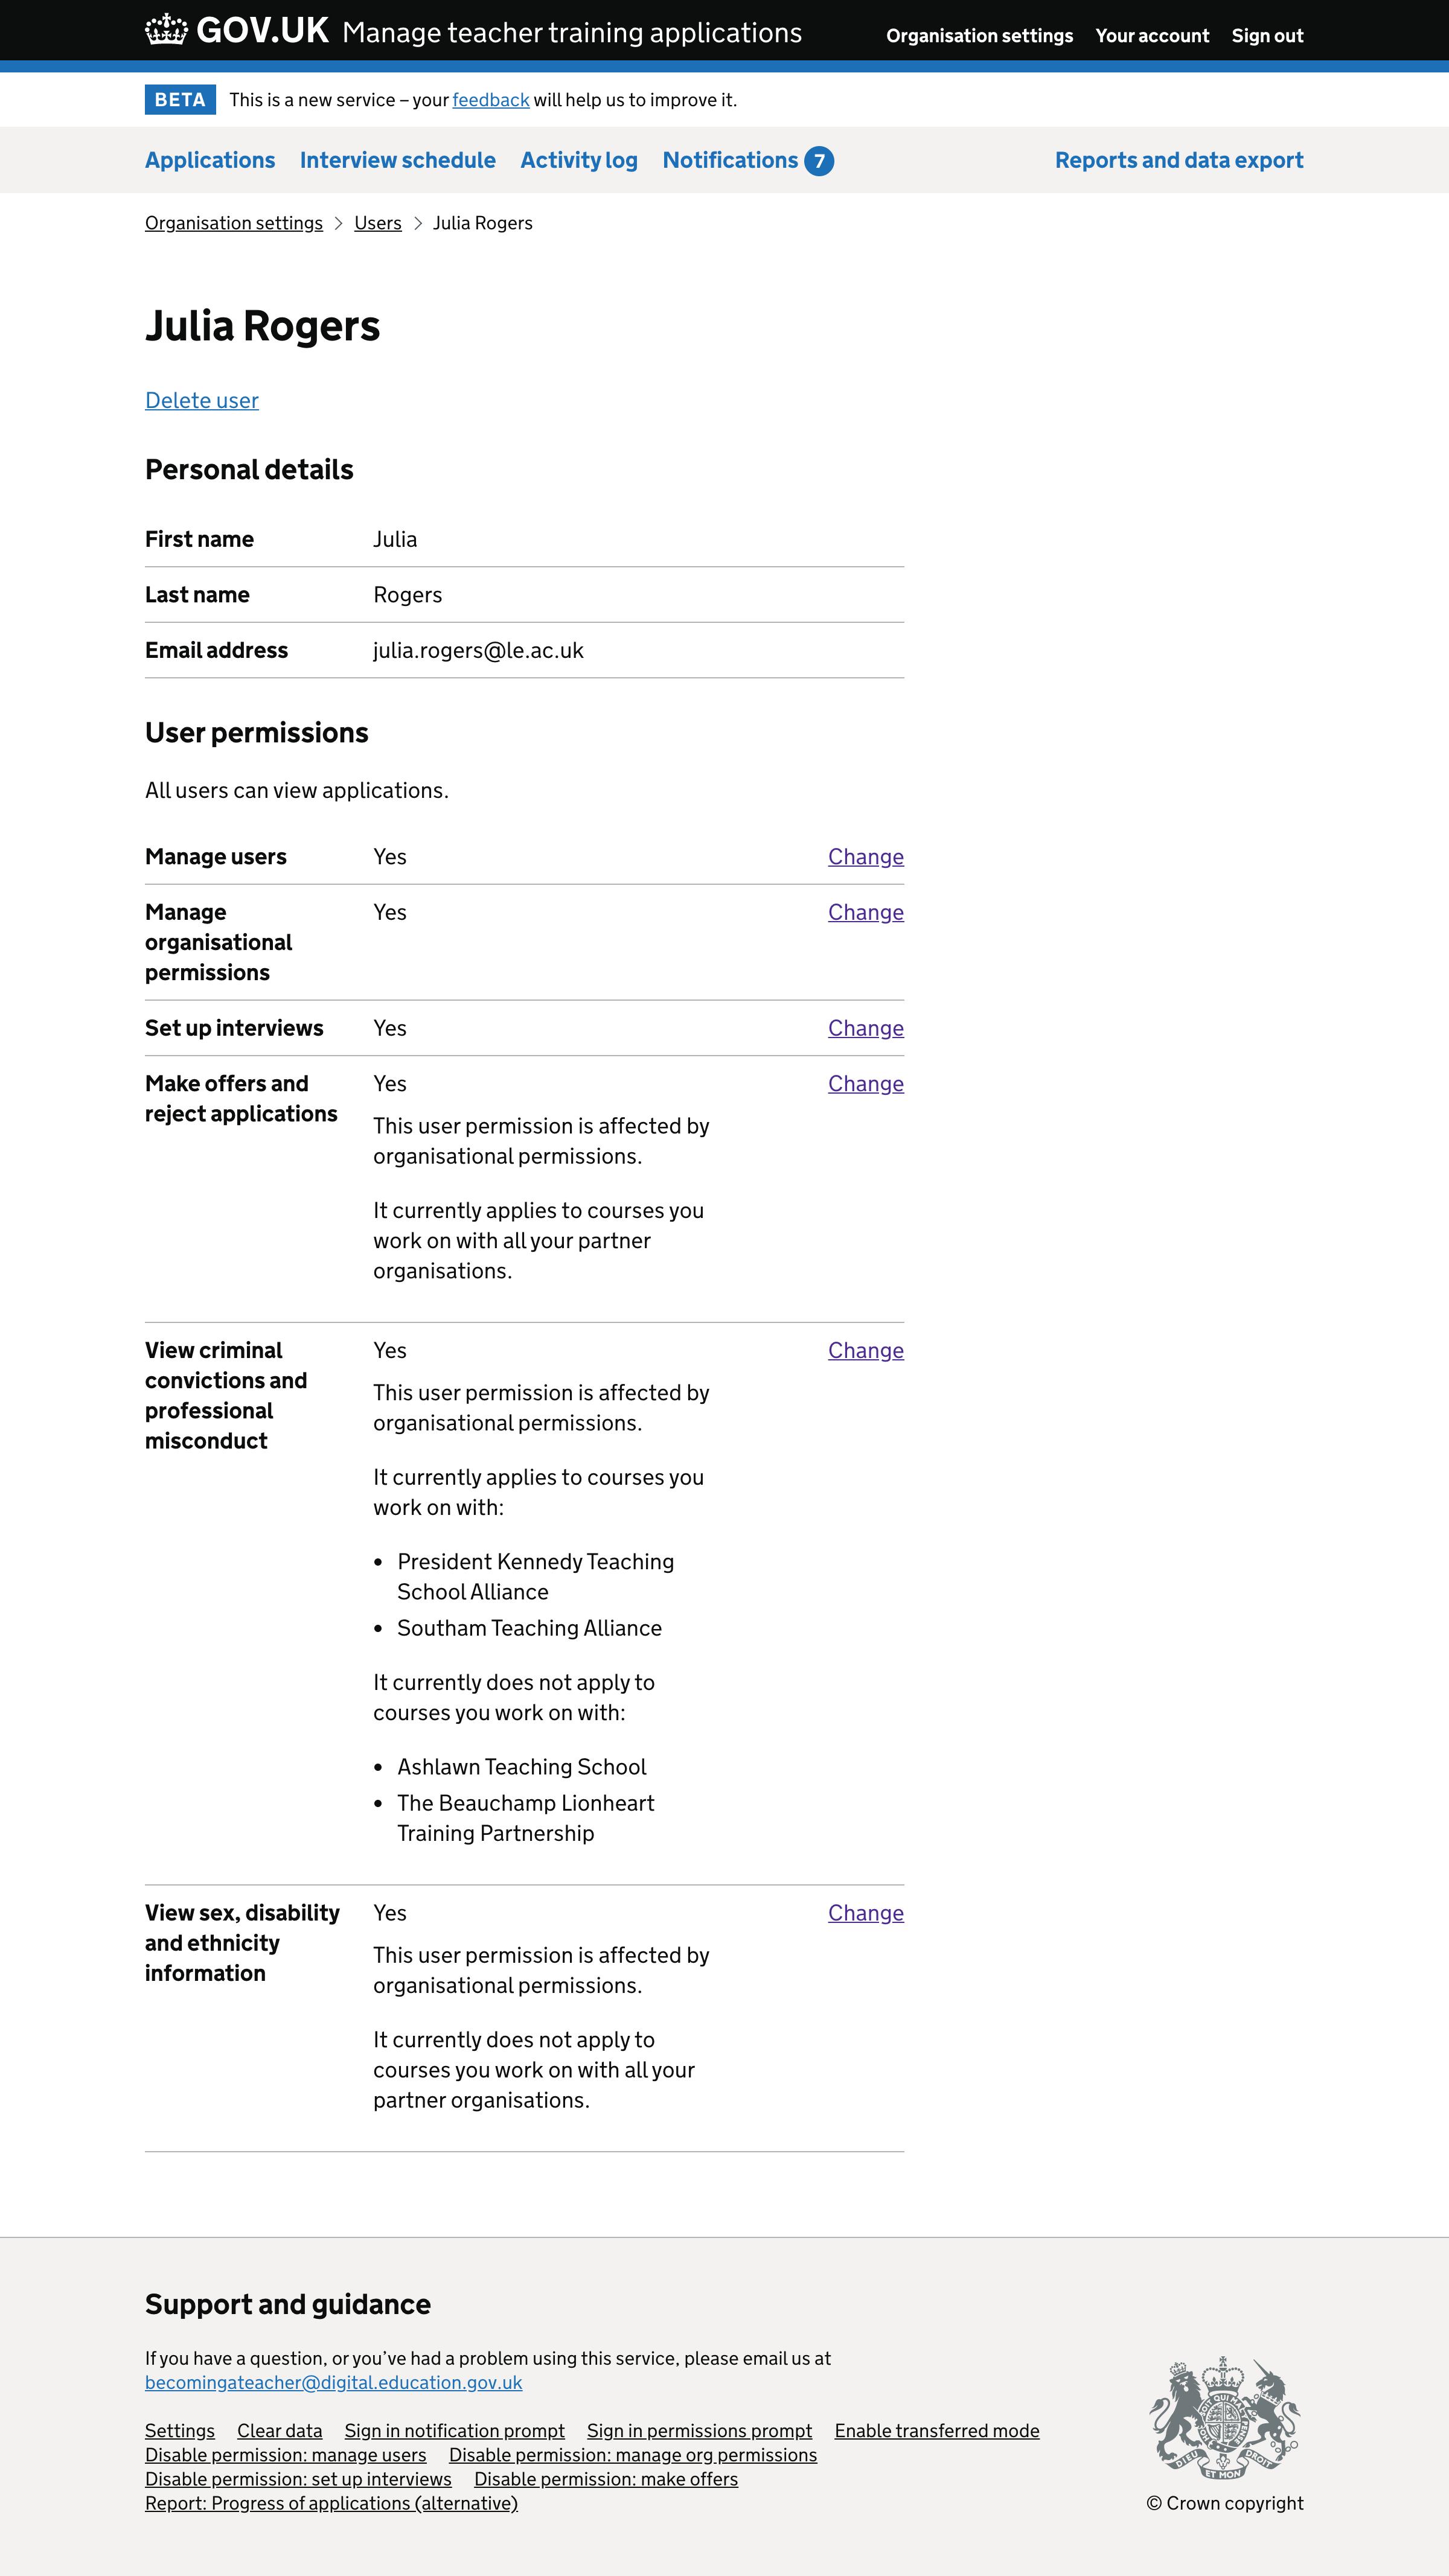 GOV.UK Manage teacher training applications Organisation settings Your account Sign out
BETA This is a new service – your feedback will help us to improve it.
Applications Interview schedule Activity log Notifications 7 Reports and data export
Organisation settings > Users > Julia Rogers
Julia Rogers
Delete user
Personal details
First name Julia
Last name Rogers
Email address julia.rogers@le.ac.uk
User permissions
All users can view applications.
Manage users Yes Change
Manage
organisational
permissions
Yes Change
Set up interviews Yes Change
Make offers and
reject applications
Yes Change
This user permission is affected by
organisational permissions.
It currently applies to courses you
work on with all your partner
organisations.
View criminal
convictions and
professional
misconduct
Yes Change
This user permission is affected by
organisational permissions.
It currently applies to courses you
work on with:
• President Kennedy Teaching
School Alliance
• Southam Teaching Alliance
It currently does not apply to
courses you work on with:
• Ashlawn Teaching School
• The Beauchamp Lionheart
Training Partnership
View sex, disability
and ethnicity
information
Yes Change
This user permission is affected by
organisational permissions.
It currently does not apply to
courses you work on with all your
partner organisations.
Support and guidance
If you have a question, or you’ve had a problem using this service, please email us at
becomingateacher@digital.education.gov.uk
Settings Clear data Sign in notification prompt Sign in permissions prompt Enable transferred mode
Disable permission: manage users Disable permission: manage org permissions
Disable permission: set up interviews Disable permission: make offers
Report: Progress of applications (alternative)
DIEU ET MON DROIT
© Crown copyright